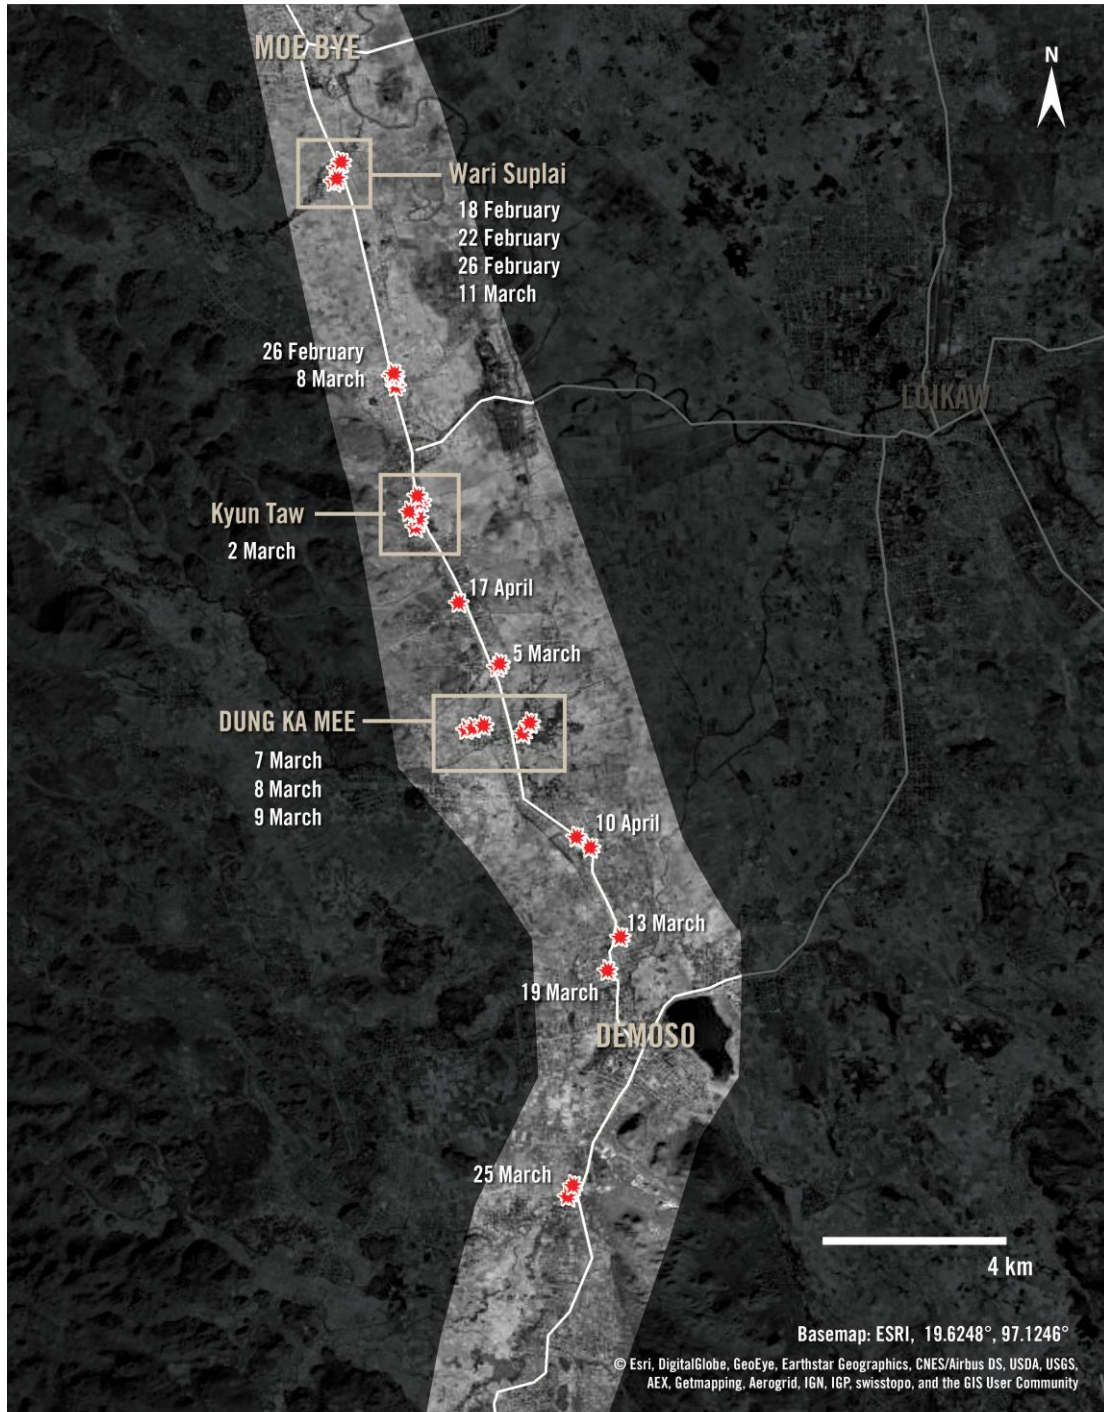 MOE BYE
N
Wari Suplai
18 February
22 February
26 February
11 March
26 February
8 March
LOIKAW
Kyun Taw
2 March
17 April
5 March
DUNG KA MEE
7 March
8 March
9 March
10 April
13 March
19 March
DEMOSO
25 March
4 km
Basemap: ESRI, 19.6248°, 97.1246°
© Esri, DigitalGlobe, GeoEye, Earthstar Geographics, CNES/Airbus DS, USDA, USGS,
AEX, Getmapping, Aerogrid, IGN, IGP, swisstopo, and the GIS User Community